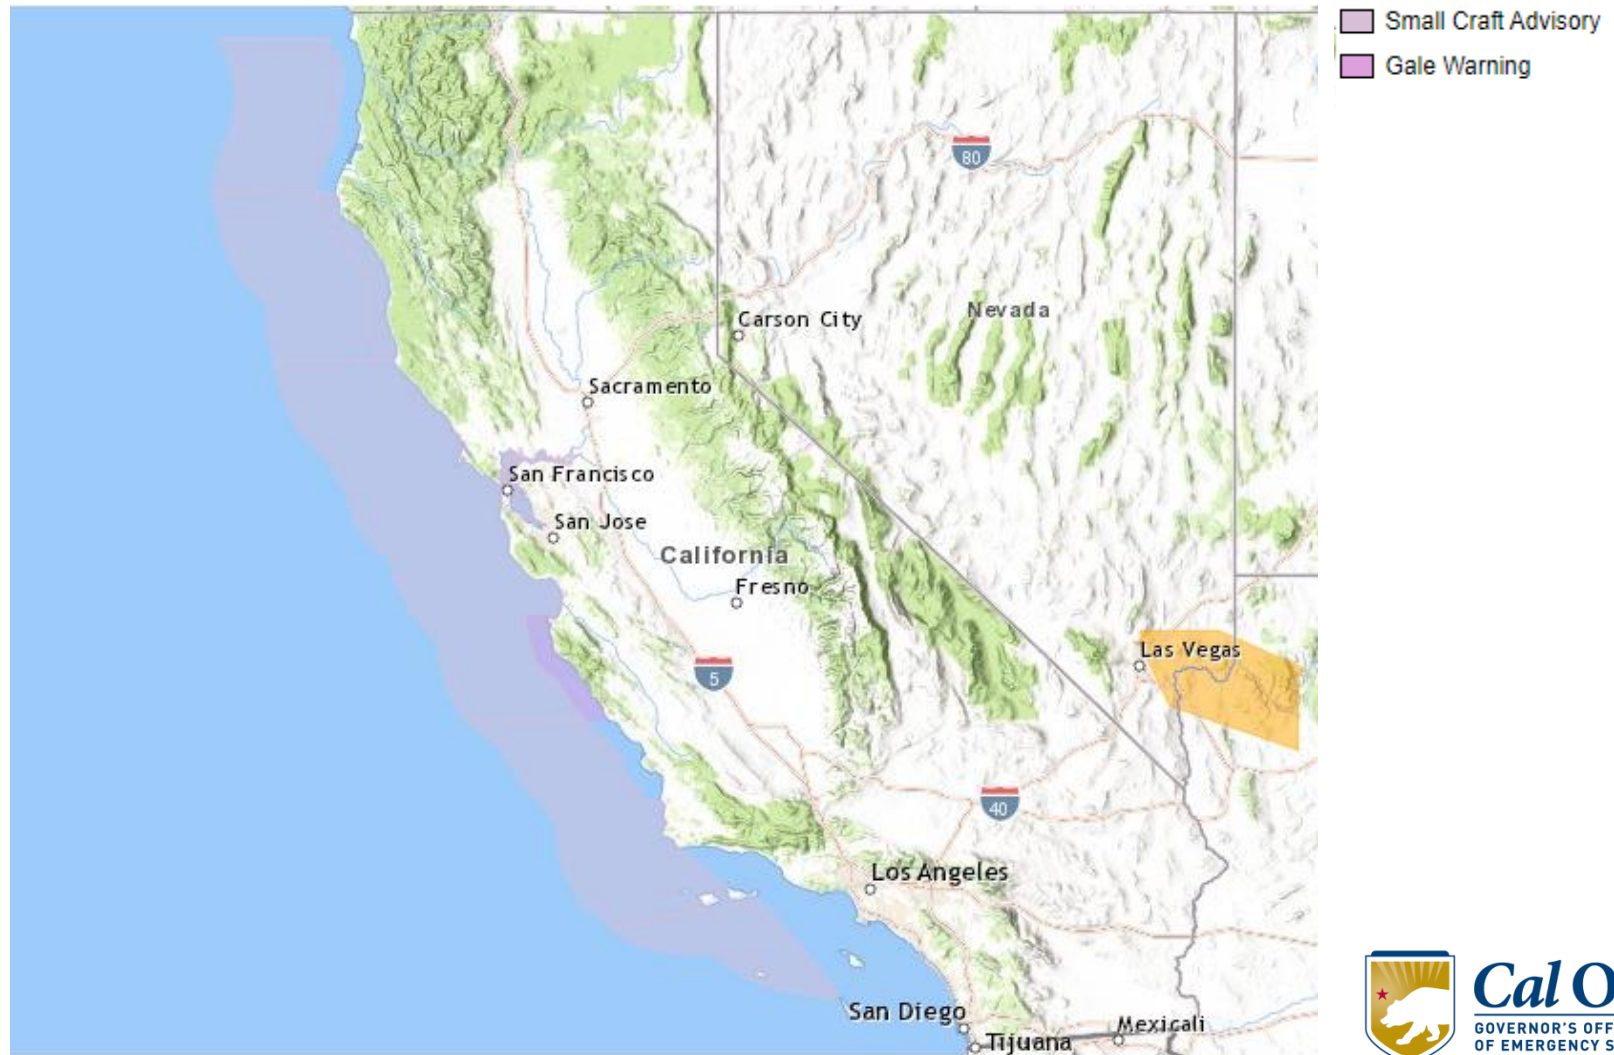 Small Craft Advisory
Gale Warning
80
Carson City
Nevada
Sacramento
San Francisco
San Jose
California
Fresno
5
Las Vegas
40
Los Angeles
San Diego
Tijuana
Mexicali
Cal O
GOVERNOR'S OFF
OF EMERGENCY S